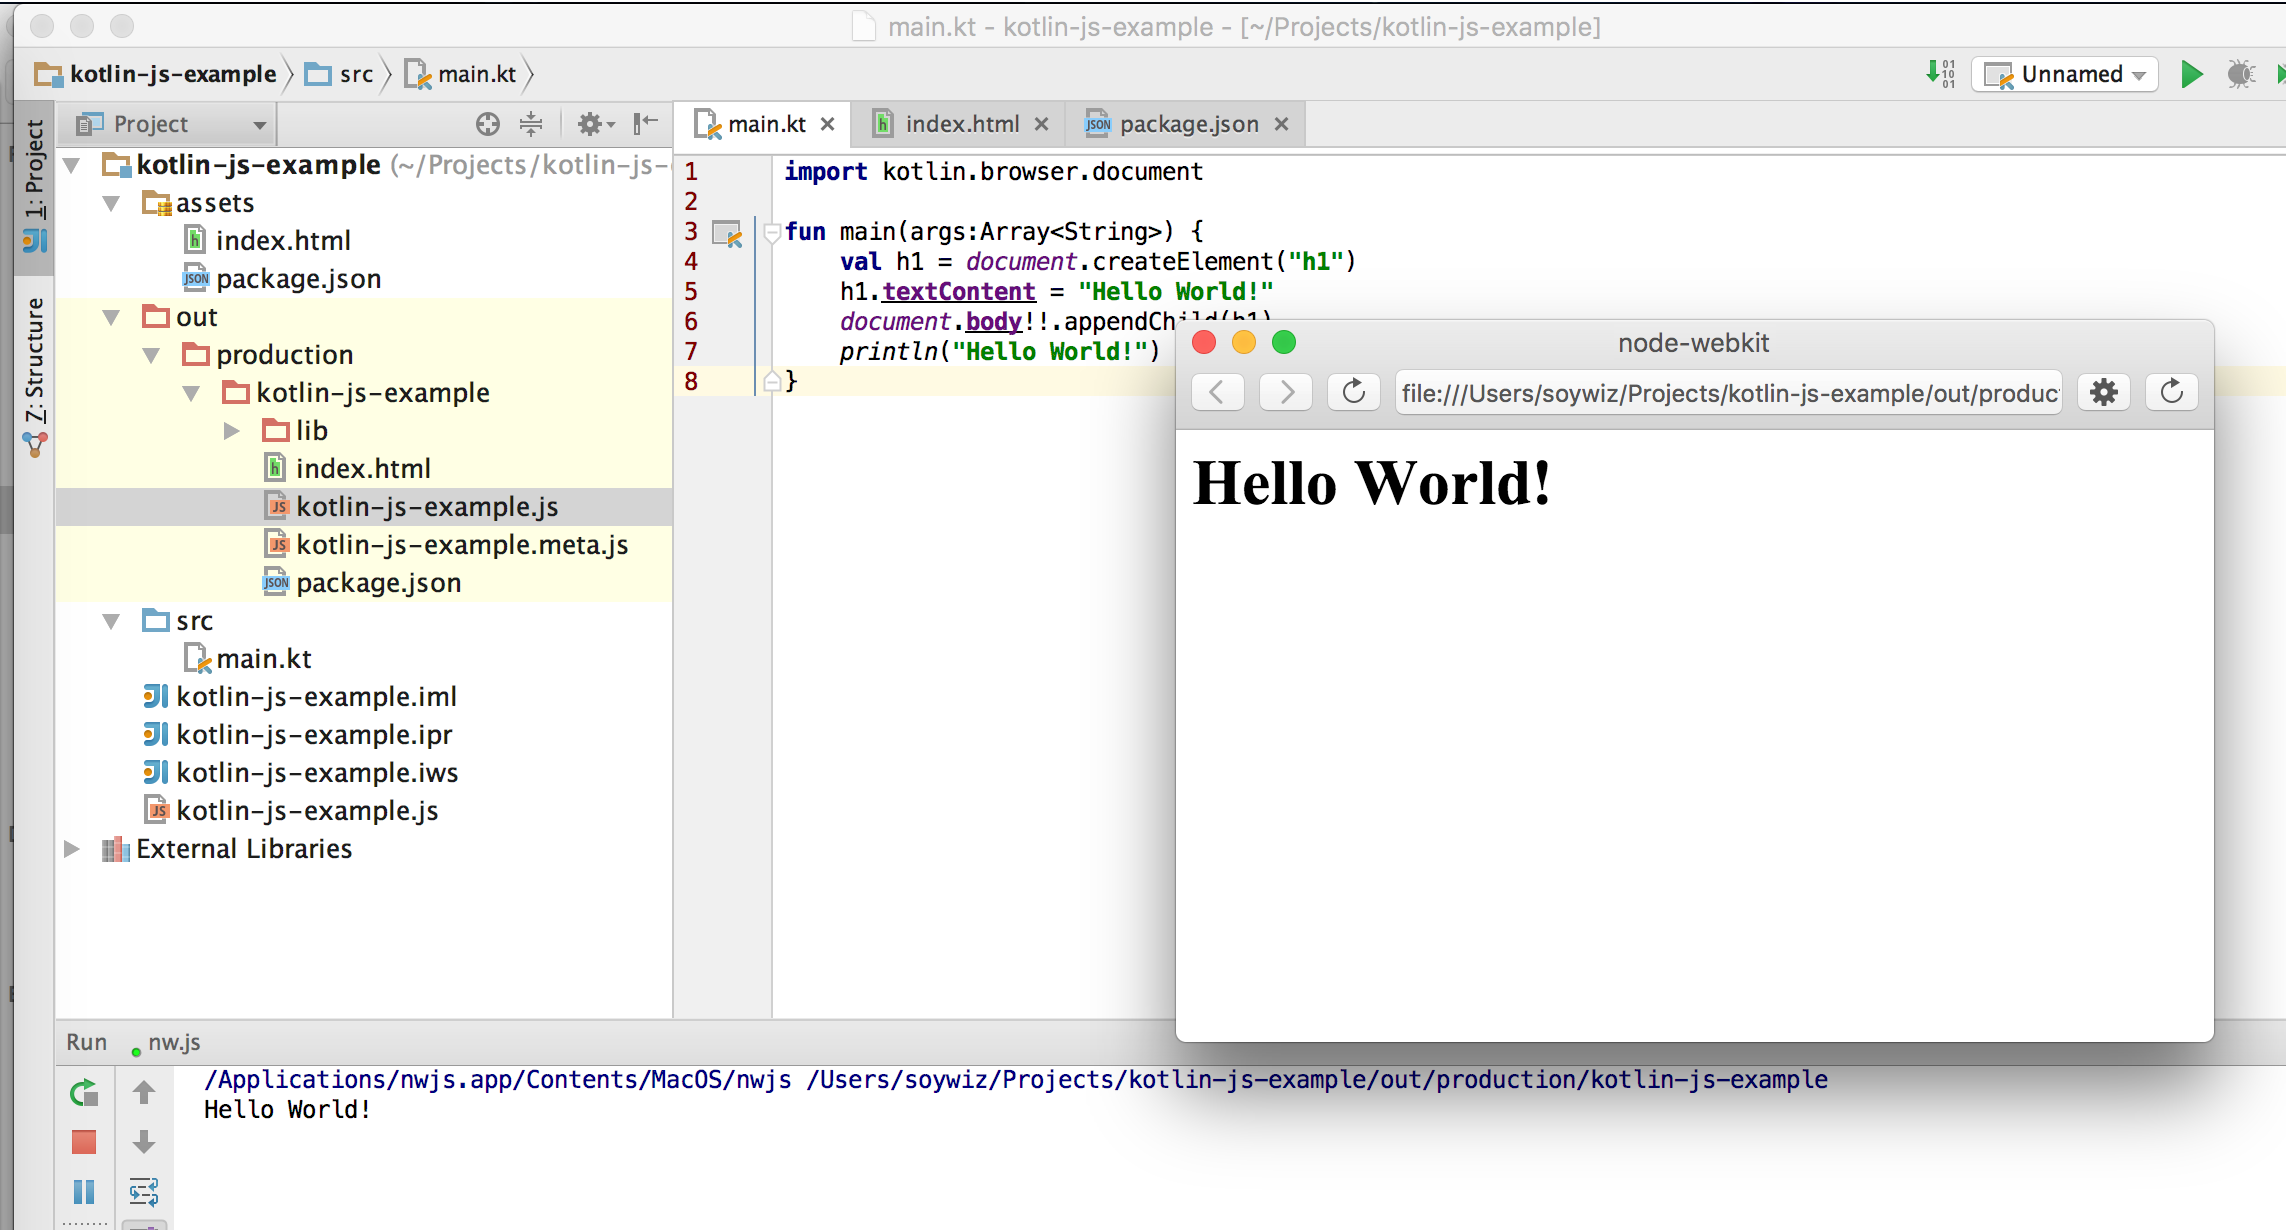 main.kt - kotlin-js-example - [~/Projects/kotlin-js-example]
kotlin-js-example src main.kt
Unnamed
1: Project
7: Structure
Project
kotlin-js-example (~/Projects/kotlin-js-
assets
index.html
package.json
out
production
kotlin-js-example
lib
index.html
kotlin-js-example.js
kotlin-js-example.meta.js
package.json
src
main.kt
kotlin-js-example.iml
kotlin-js-example.ipr
kotlin-js-example.iws
kotlin-js-example.js
External Libraries
main.kt index.html package.json
1 import kotlin.browser.document
2
3 fun main(args:Array<String>) {
4 val h1 = document.createElement("h1")
5 h1.textContent = "Hello World!"
6 document.body!!.appendChild(h1)
7 println("Hello World!")
8 }
node-webkit
file:///Users/soywiz/Projects/kotlin-js-example/out/produc
Hello World!
Run nw.js
/Applications/nwjs.app/Contents/MacOS/nwjs /Users/soywiz/Projects/kotlin-js-example/out/production/kotlin-js-example
Hello World!